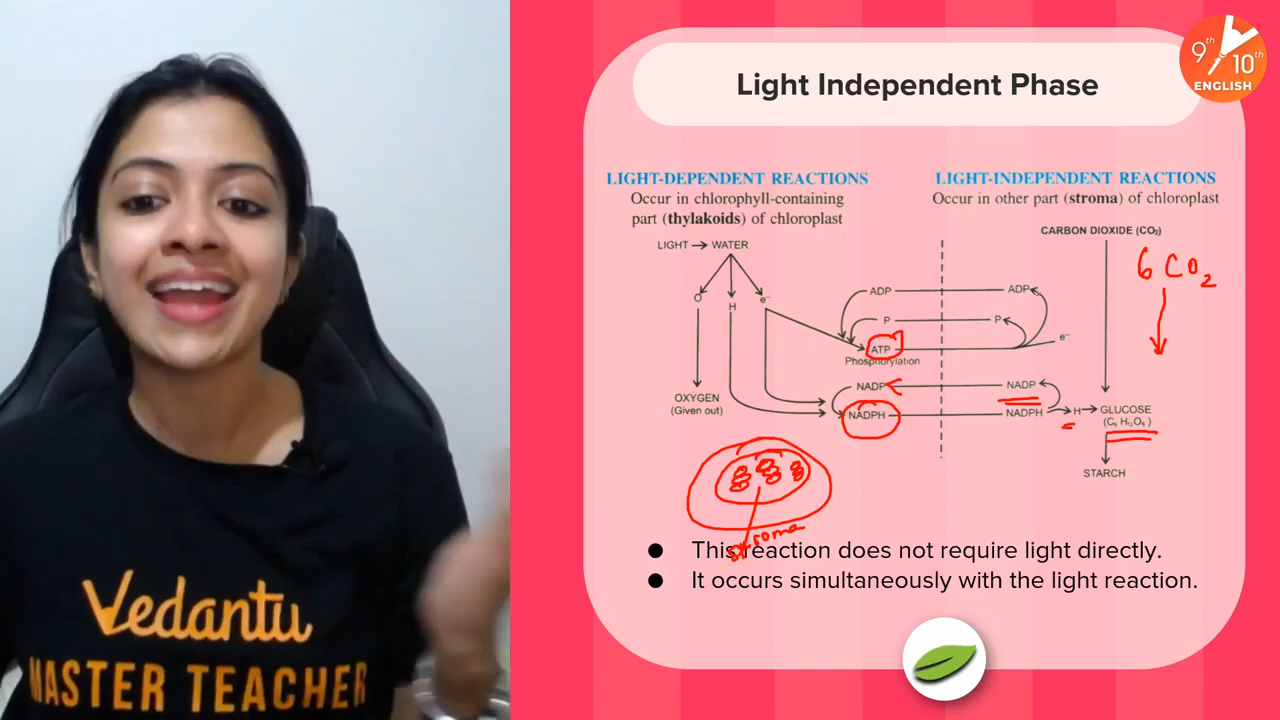 Light Independent Phase
9th
10th
ENGLISH
LIGHT-DEPENDENT REACTIONS
Occur in chlorophyll-containing
part (thylakoids) of chloroplast
LIGHT → WATER
O
H
e⁻
OXYGEN
(Given out)
ADP
P
ATP
Phosphorylation
NADP
NADPH
LIGHT-INDEPENDENT REACTIONS
Occur in other part (stroma) of chloroplast
CARBON DIOXIDE (CO₂)
6 CO₂
ADP
P
e⁻
NADP
NADPH
H → GLUCOSE
(C₆ H₁₂O₆)
STARCH
stroma
● This reaction does not require light directly.
● It occurs simultaneously with the light reaction.
Vedantu
MASTER TEACHER